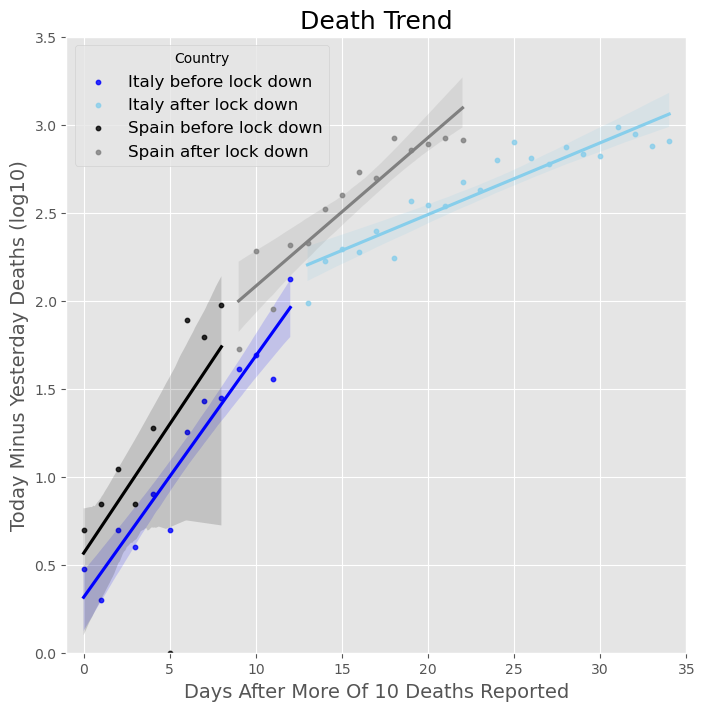 Death Trend
Country
Italy before lock down
Italy after lock down
Spain before lock down
Spain after lock down
Today Minus Yesterday Deaths (log10)
3.5
3.0
2.5
2.0
1.5
1.0
0.5
0.0
0 5 10 15 20 25 30 35
Days After More Of 10 Deaths Reported